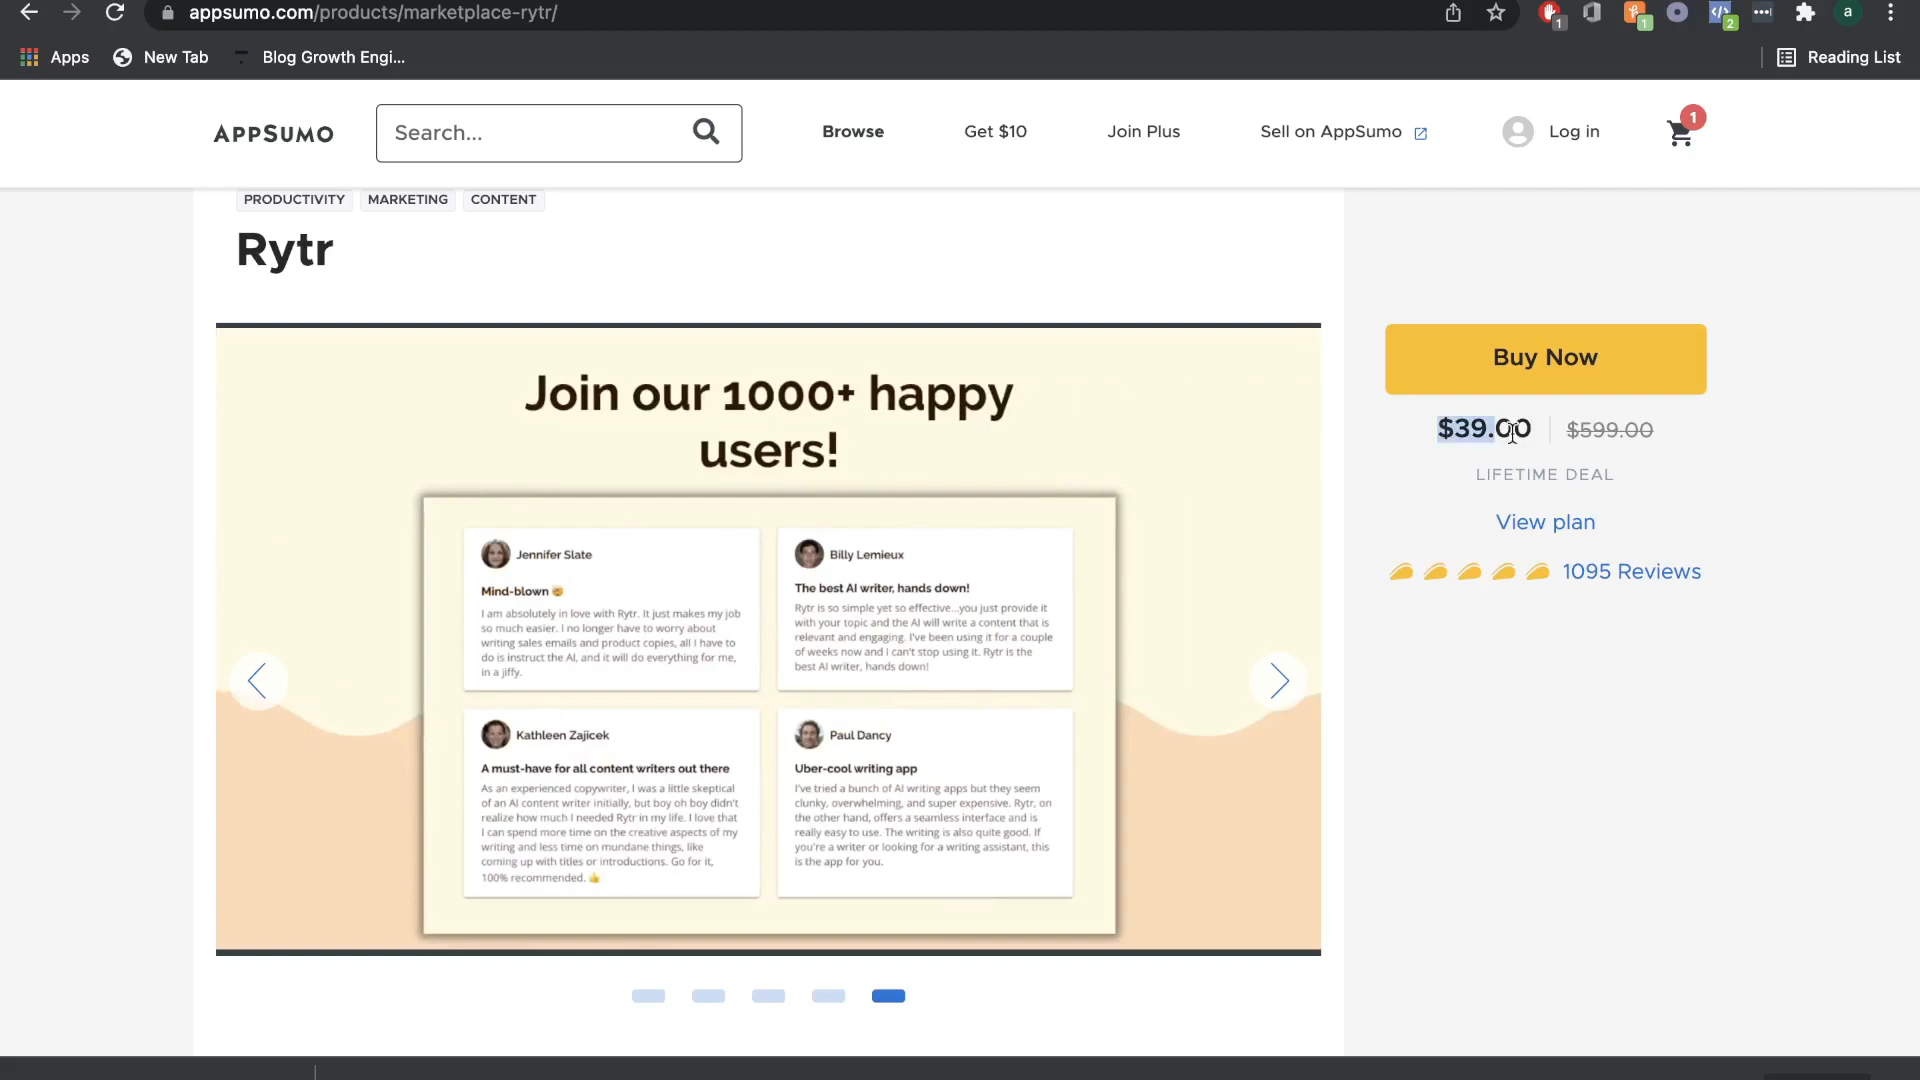 appsumo.com/products/marketplace-rytr/
1
1
2
a
Apps
New Tab
Blog Growth Engi...
Reading List
APPSUMO
Search...
Browse
Get $10
Join Plus
Sell on AppSumo
Log in
1
PRODUCTIVITY
MARKETING
CONTENT
Rytr
Join our 1000+ happy
users!
Jennifer Slate
Mind-blown 🤯
I am absolutely in love with Rytr. It just makes my job
so much easier. I no longer have to worry about
writing sales emails and product copies, all I have to
do is instruct the AI, and it will do everything for me,
in a jiffy.
Billy Lemieux
The best AI writer, hands down!
Rytr is so simple yet so effective...you just provide it
with your topic and the AI will write a content that is
relevant and engaging. I've been using it for a couple
of weeks now and I can't stop using it. Rytr is the
best AI writer, hands down!
Kathleen Zajicek
A must-have for all content writers out there
As an experienced copywriter, I was a little skeptical
of an AI content writer initially, but boy oh boy didn't
realize how much I needed Rytr in my life. I love that
I can spend more time on the creative aspects of my
writing and less time on mundane things, like
coming up with titles or introductions. Go for it,
100% recommended. 👍
Paul Dancy
Uber-cool writing app
I've tried a bunch of AI writing apps but they seem
clunky, overwhelming, and super expensive. Rytr, on
the other hand, offers a seamless interface and is
really easy to use. The writing is also quite good. If
you're a writer or looking for a writing assistant, this
is the app for you.
Buy Now
$39.00
$599.00
LIFETIME DEAL
View plan
1095 Reviews